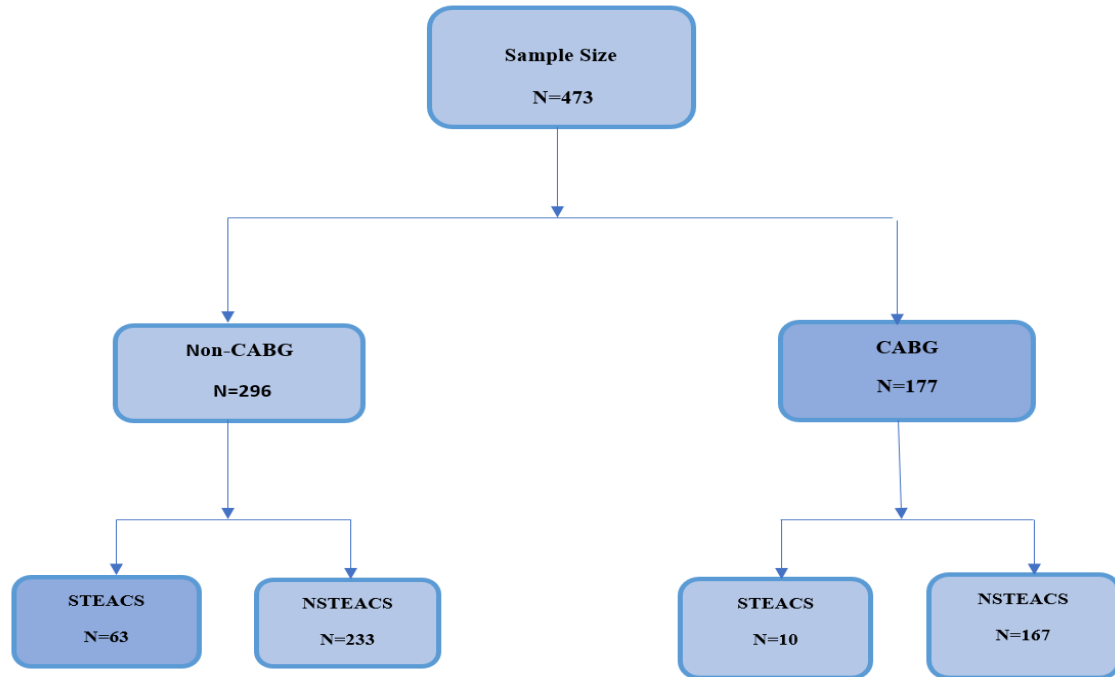 Sample Size
N=473
Non-CABG
N=296
CABG
N=177
STEACS
N=63
NSTEACS
N=233
STEACS
N=10
NSTEACS
N=167